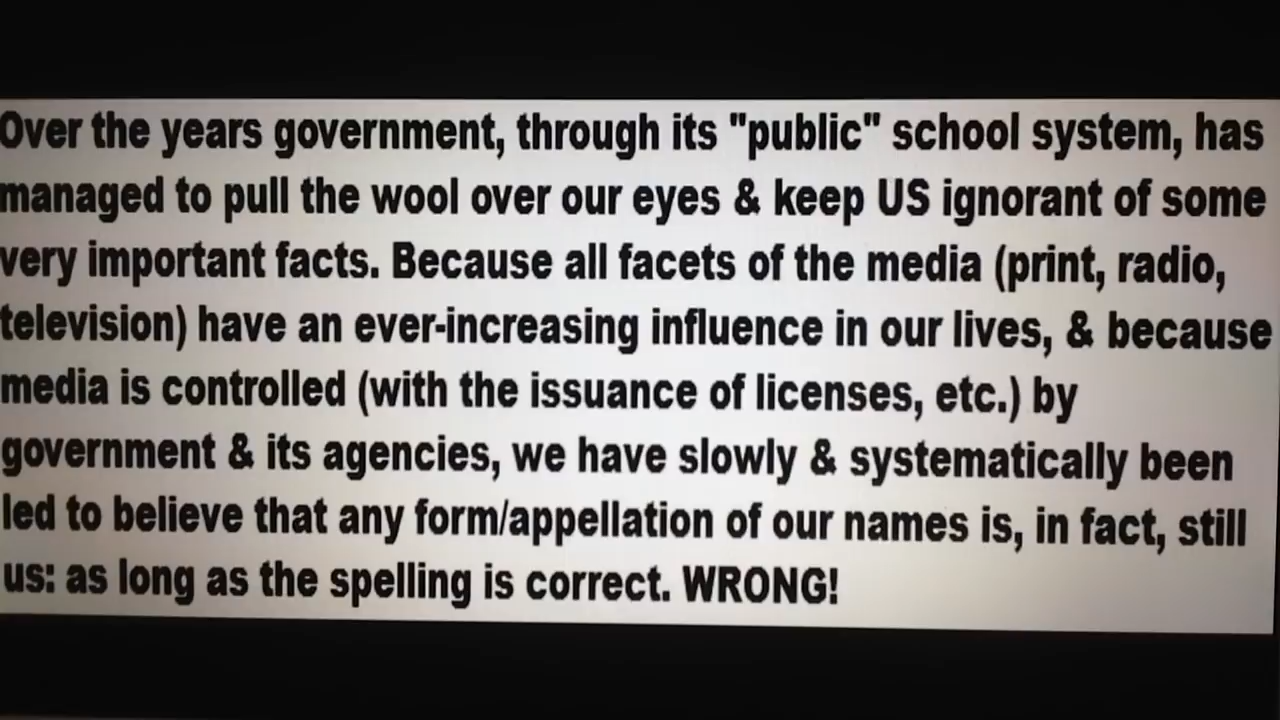 Over the years government, through its "public" school system, has
managed to pull the wool over our eyes & keep US ignorant of some
very important facts. Because all facets of the media (print, radio,
television) have an ever-increasing influence in our lives, & because
media is controlled (with the issuance of licenses, etc.) by
government & its agencies, we have slowly & systematically been
led to believe that any form/appellation of our names is, in fact, still
us: as long as the spelling is correct. WRONG!